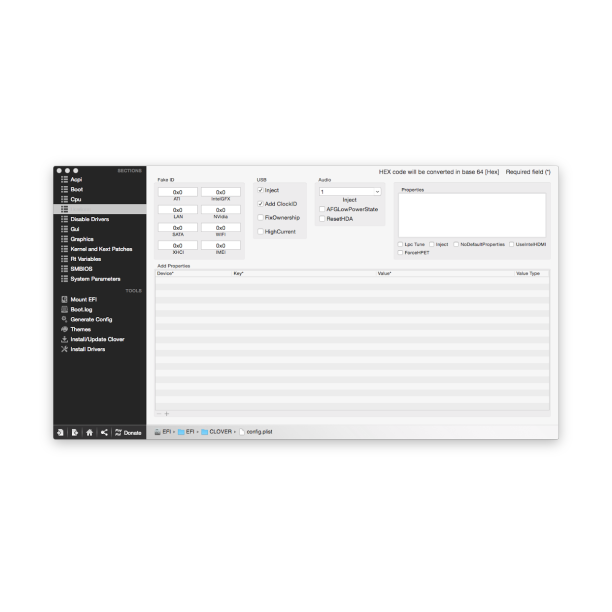 SECTIONS
Acpi
Boot
Cpu
Disable Drivers
Gui
Graphics
Kernel and Kext Patches
Rt Variables
SMBIOS
System Parameters
TOOLS
Mount EFI
Boot.log
Generate Config
Themes
Install/Update Clover
Install Drivers
Donate
HEX code will be converted in base 64 [Hex] Required field (*)
Fake ID
0x0 0x0
ATI IntelGFX
0x0 0x0
LAN NVidia
0x0 0x0
SATA WIFI
0x0 0x0
XHCI IMEI
USB
Inject
Add ClockID
FixOwnership
HighCurrent
Audio
1
Inject
AFGLowPowerState
ResetHDA
Properties
Lpc Tune Inject NoDefaultProperties UseIntelHDMI
ForceHPET
Add Properties
Device* Key* Value* Value Type
EFI EFI CLOVER config.plist